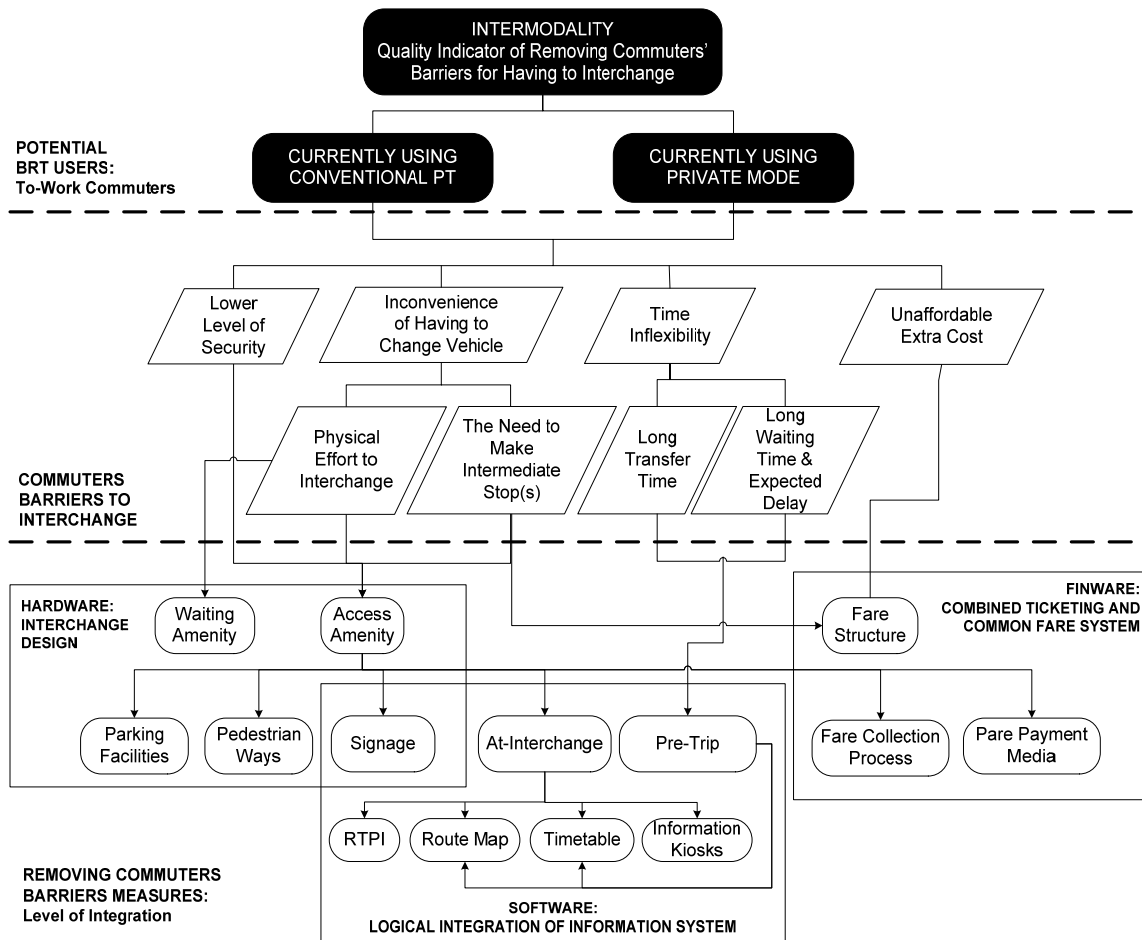 INTERMODALITY
Quality Indicator of Removing Commuters'
Barriers for Having to Interchange
POTENTIAL
BRT USERS:
To-Work Commuters
CURRENTLY USING
CONVENTIONAL PT
CURRENTLY USING
PRIVATE MODE
Lower
Level of
Security
Inconvenience
of Having to
Change Vehicle
Time
Inflexibility
Unaffordable
Extra Cost
Physical
Effort to
Interchange
The Need to
Make
Intermediate
Stop(s)
Long
Transfer
Time
Long
Waiting
Time &
Expected
Delay
COMMUTERS
BARRIERS TO
INTERCHANGE
HARDWARE:
INTERCHANGE
DESIGN
Waiting
Amenity
Access
Amenity
Fare
Structure
FINWARE:
COMBINED TICKETING AND
COMMON FARE SYSTEM
Parking
Facilities
Pedestrian
Ways
Signage
At-Interchange
Pre-Trip
Fare Collection
Process
Pare Payment
Media
RTPI
Route Map
Timetable
Information
Kiosks
REMOVING COMMUTERS
BARRIERS MEASURES:
Level of Integration
SOFTWARE:
LOGICAL INTEGRATION OF INFORMATION SYSTEM